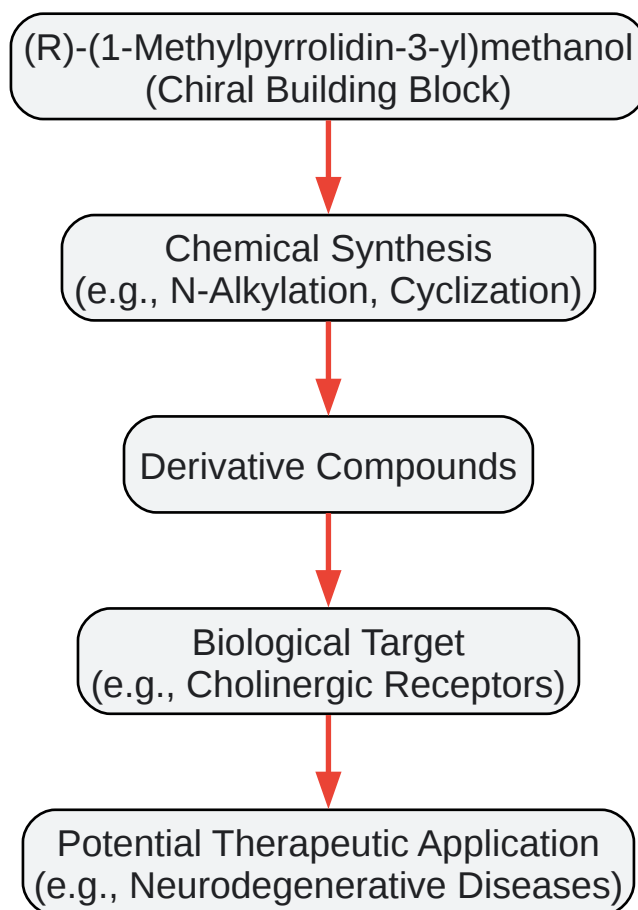 (R)-(1-Methylpyrrolidin-3-yl)methanol
(Chiral Building Block)
Chemical Synthesis
(e.g., N-Alkylation, Cyclization)
Derivative Compounds
Biological Target
(e.g., Cholinergic Receptors)
Potential Therapeutic Application
(e.g., Neurodegenerative Diseases)